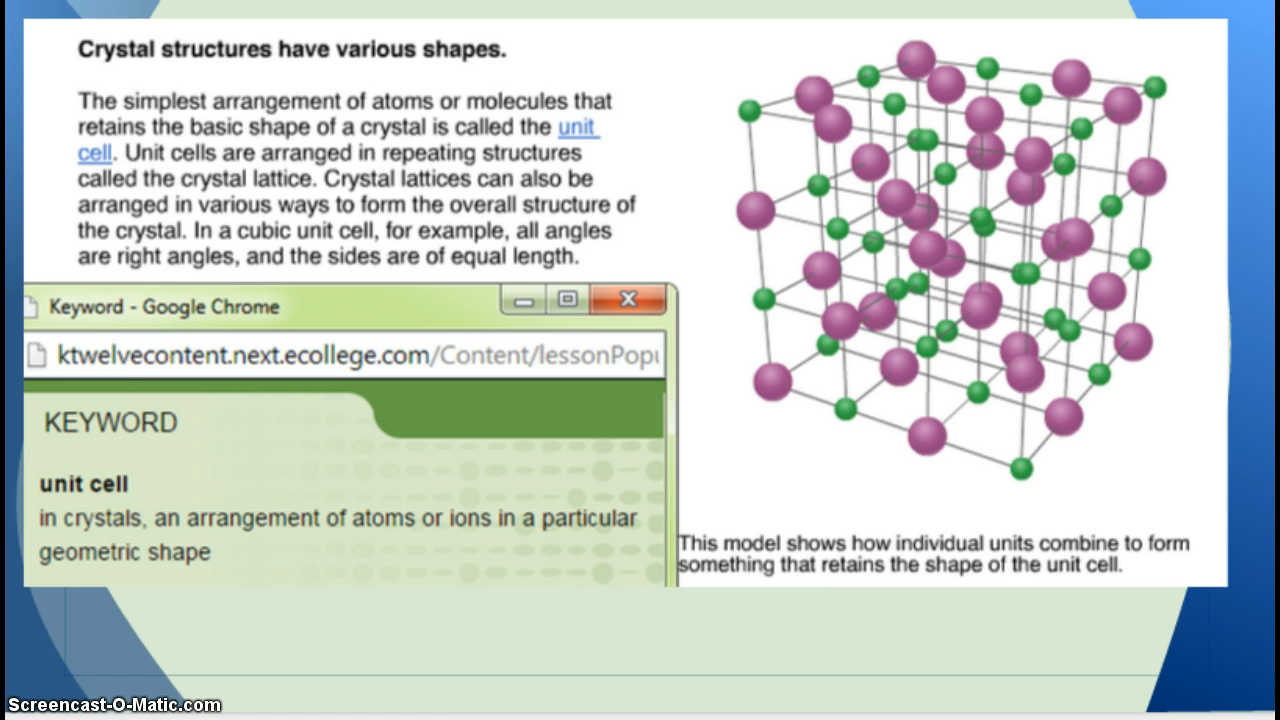 Crystal structures have various shapes.
The simplest arrangement of atoms or molecules that
retains the basic shape of a crystal is called the unit
cell. Unit cells are arranged in repeating structures
called the crystal lattice. Crystal lattices can also be
arranged in various ways to form the overall structure of
the crystal. In a cubic unit cell, for example, all angles
are right angles, and the sides are of equal length.
Keyword - Google Chrome
ktwelvecontent.next.ecollege.com/Content/lessonPopu
KEYWORD
unit cell
in crystals, an arrangement of atoms or ions in a particular
geometric shape
This model shows how individual units combine to form
something that retains the shape of the unit cell.
Screencast-O-Matic.com